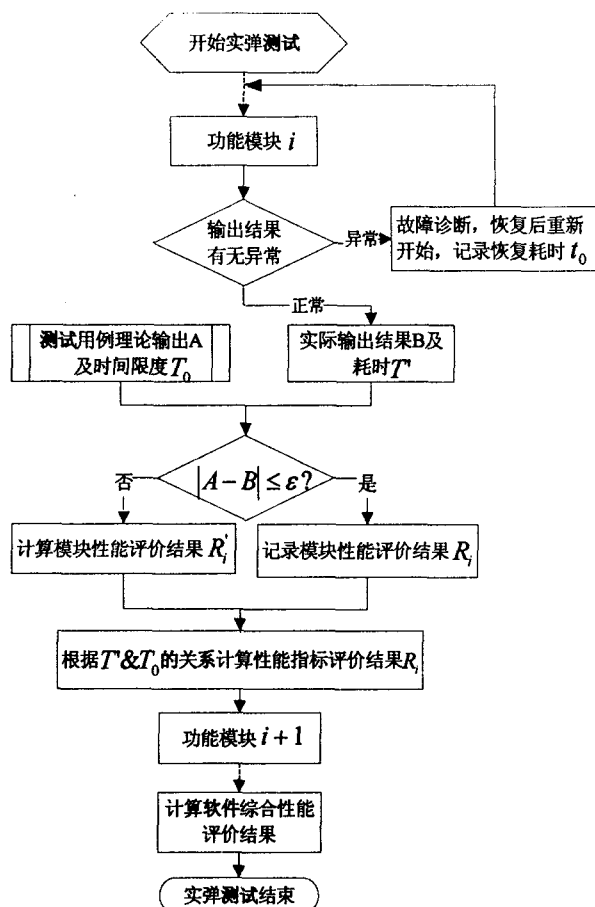 开始实弹测试
功能模块 i
输出结果
有无异常
异常
故障诊断，恢复后重新
开始，记录恢复耗时 t₀
正常
测试用例理论输出A
及时间限度 T₀
实际输出结果B及
耗时T'
|A−B|≤ε?
否
是
计算模块性能评价结果 R'ᵢ
记录模块性能评价结果 Rᵢ
根据T'&T₀的关系计算性能指标评价结果Rᵢ
功能模块 i+1
计算软件综合性能
评价结果
实弹测试结束